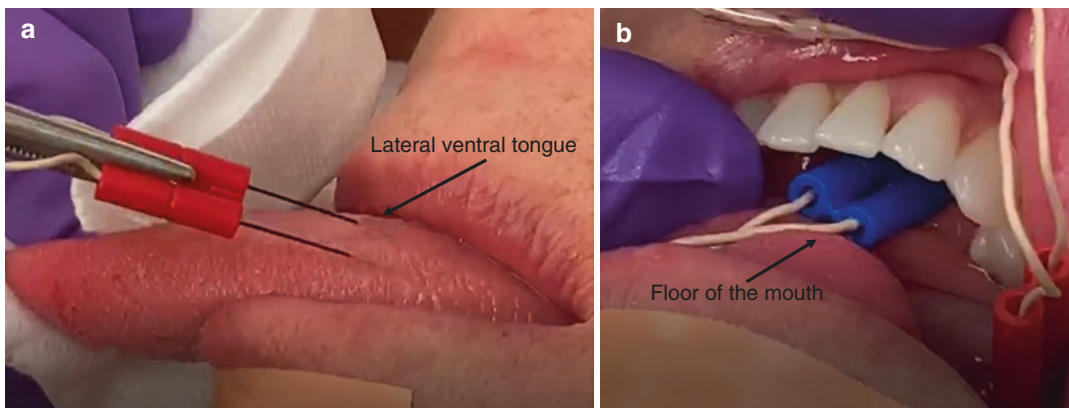 a
Lateral ventral tongue
b
Floor of the mouth